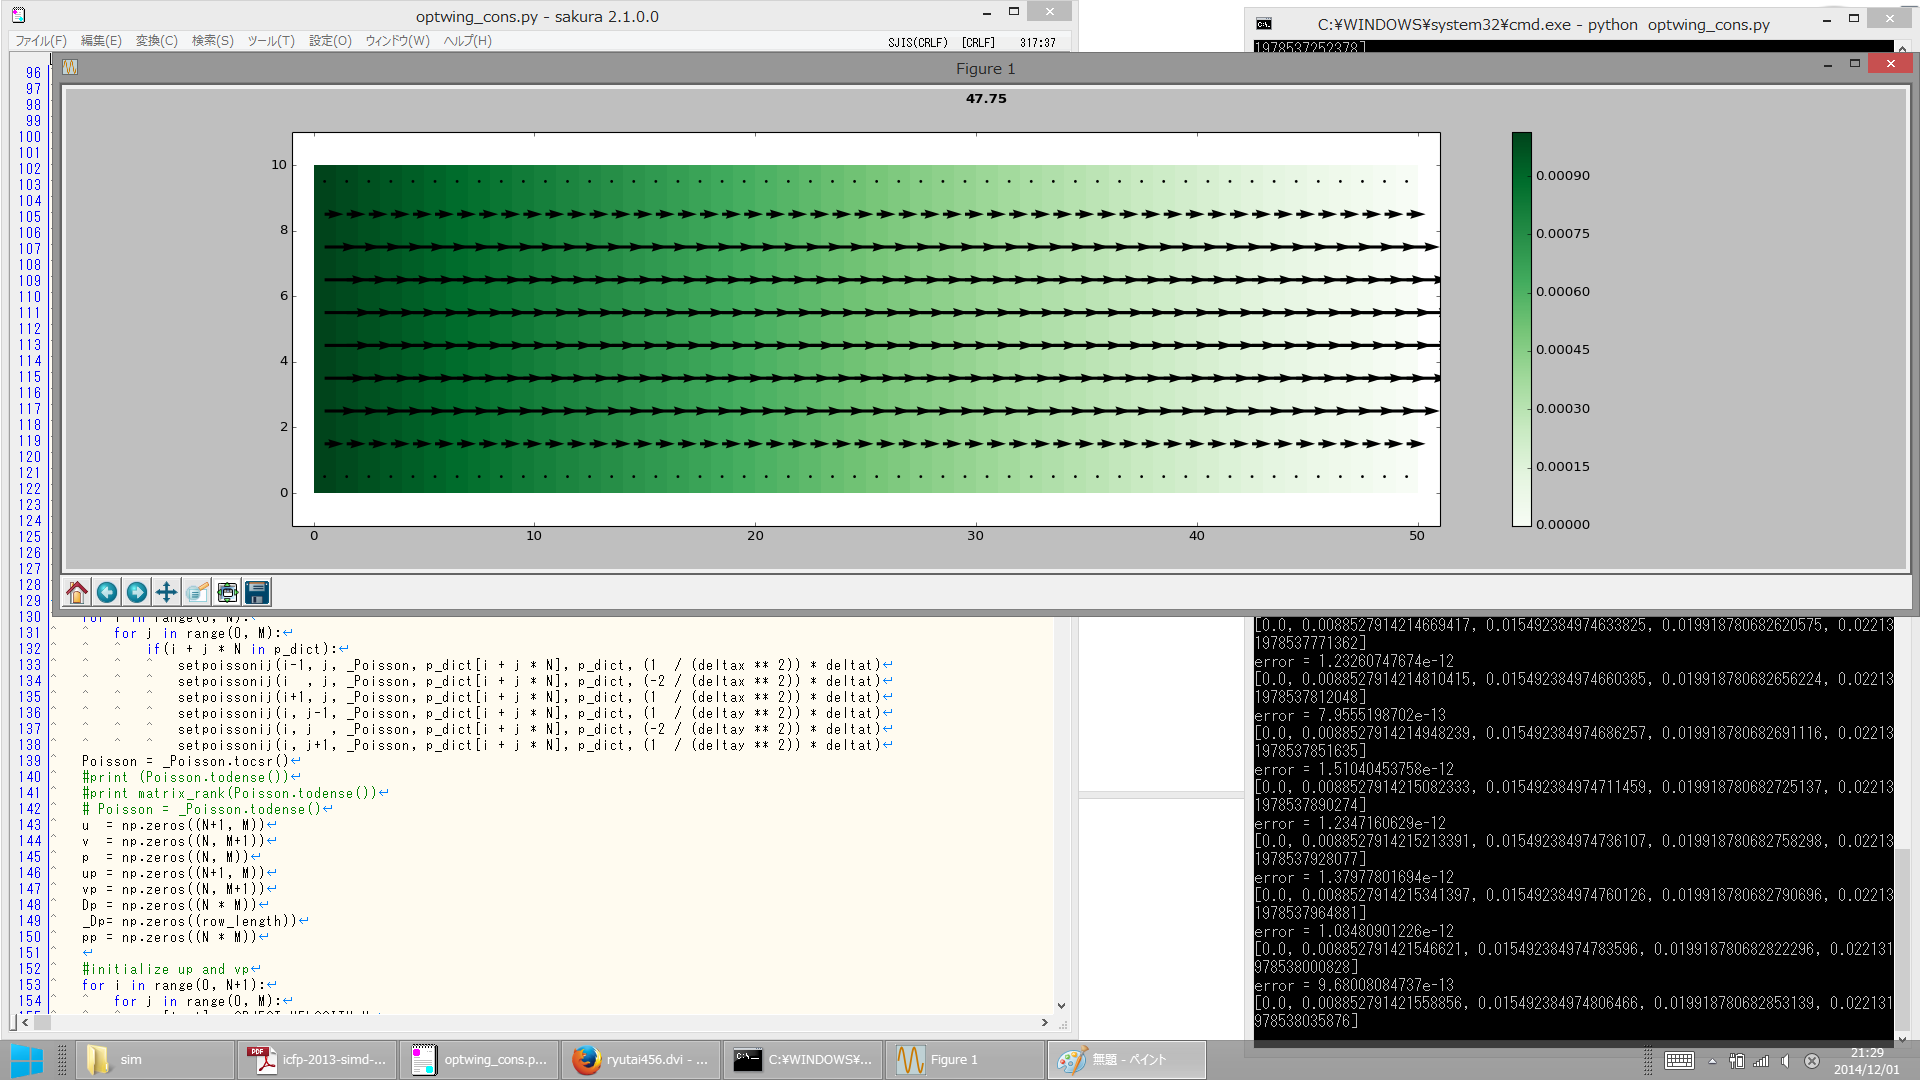 optwing_cons.py - sakura 2.1.0.0
ファイル(F) 編集(E) 変換(C) 検索(S) ツール(T) 設定(O) ウィンドウ(W) ヘルプ(H)
SJIS(CRLF) [CRLF] 317:37
C:¥WINDOWS¥system32¥cmd.exe - python optwing_cons.py
1978537252378]
Figure 1
47.75
10
8
6
4
2
0
0 10 20 30 40 50
0.00090
0.00075
0.00060
0.00045
0.00030
0.00015
0.00000
96
97
98
99
100
101
102
103
104
105
106
107
108
109
110
111
112
113
114
115
116
117
118
119
120
121
122
123
124
125
126
127
128
129
130 for i in range(0, N):
131 for j in range(0, M):
132 if(i + j * N in p_dict):
133 setpoissonij(i-1, j, _Poisson, p_dict[i + j * N], p_dict, (1 / (deltax ** 2)) * deltat)
134 setpoissonij(i , j, _Poisson, p_dict[i + j * N], p_dict, (-2 / (deltax ** 2)) * deltat)
135 setpoissonij(i+1, j, _Poisson, p_dict[i + j * N], p_dict, (1 / (deltax ** 2)) * deltat)
136 setpoissonij(i, j-1, _Poisson, p_dict[i + j * N], p_dict, (1 / (deltay ** 2)) * deltat)
137 setpoissonij(i, j , _Poisson, p_dict[i + j * N], p_dict, (-2 / (deltay ** 2)) * deltat)
138 setpoissonij(i, j+1, _Poisson, p_dict[i + j * N], p_dict, (1 / (deltay ** 2)) * deltat)
139 Poisson = _Poisson.tocsr()
140 #print (Poisson.todense())
141 #print matrix_rank(Poisson.todense())
142 # Poisson = _Poisson.todense()
143 u = np.zeros((N+1, M))
144 v = np.zeros((N, M+1))
145 p = np.zeros((N, M))
146 up = np.zeros((N+1, M))
147 vp = np.zeros((N, M+1))
148 Dp = np.zeros((N * M))
149 _Dp= np.zeros((row_length))
150 pp = np.zeros((N * M))
151
152 #initialize up and vp
153 for i in range(0, N+1):
154 for j in range(0, M):
[0.0, 0.0088527914214669417, 0.015492384974633825, 0.019918780682620575, 0.02213
1978537771362]
error = 1.23260747674e-12
[0.0, 0.0088527914214810415, 0.015492384974660385, 0.019918780682656224, 0.02213
1978537812048]
error = 7.9555198702e-13
[0.0, 0.0088527914214948239, 0.015492384974686257, 0.019918780682691116, 0.02213
1978537851635]
error = 1.51040453758e-12
[0.0, 0.0088527914215082333, 0.015492384974711459, 0.019918780682725137, 0.02213
1978537890274]
error = 1.2347160629e-12
[0.0, 0.0088527914215213391, 0.015492384974736107, 0.019918780682758298, 0.02213
1978537928077]
error = 1.37977801694e-12
[0.0, 0.0088527914215341397, 0.015492384974760126, 0.019918780682790696, 0.02213
1978537964881]
error = 1.03480901226e-12
[0.0, 0.008852791421546621, 0.015492384974783596, 0.019918780682822296, 0.022131
978538000828]
error = 9.68008084737e-13
[0.0, 0.008852791421558856, 0.015492384974806466, 0.019918780682853139, 0.022131
978538035876]
sim
PDF
icfp-2013-simd-...
optwing_cons.p...
ryutai456.dvi - ...
C:¥WINDOWS¥...
Figure 1
無題 - ペイント
21:29
2014/12/01